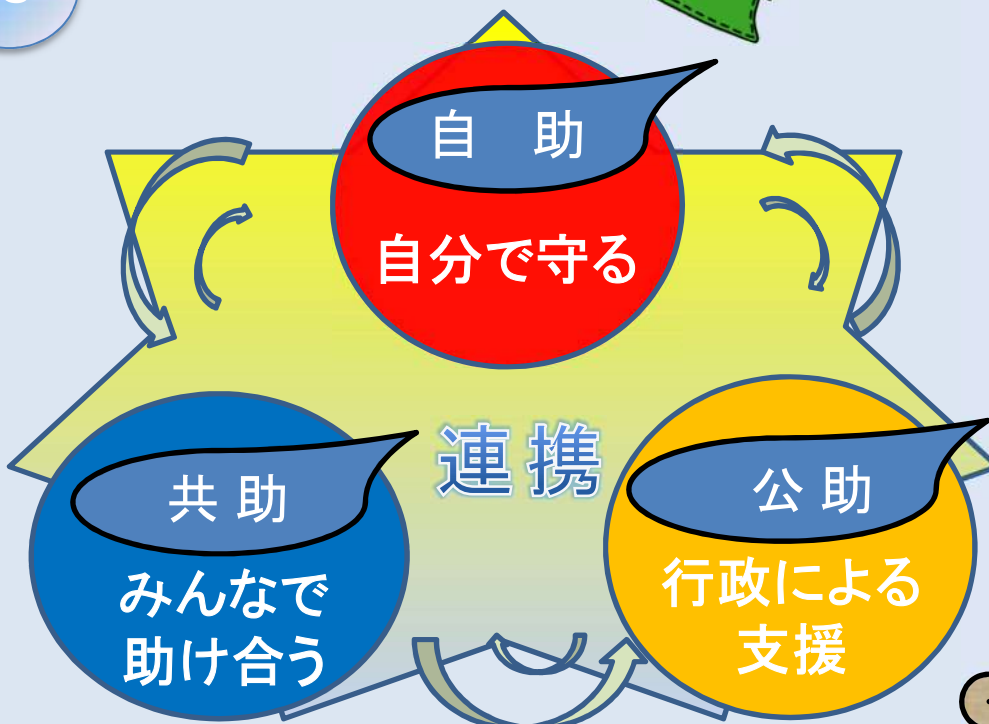 自　助
自分で守る
連携
共助
みんなで
助け合う
公助
行政による
支援